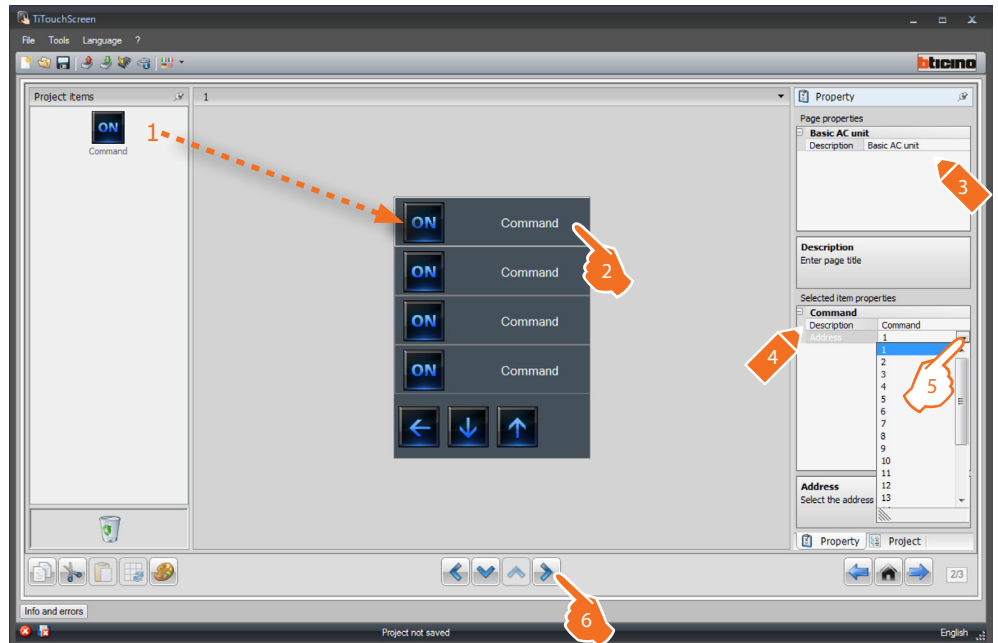 TiTouchScreen
File Tools Language ?
bticino
Project items
1
Property
ON
Command
1
Page properties
Basic AC unit
Description Basic AC unit
3
ON Command
2
ON Command
ON Command
ON Command
Description
Enter page title
Selected item properties
Command
Description Command
Address 1
4
5
1
2
3
4
5
6
7
8
9
10
11
12
13
Address
Select the address
Property Project
2/3
6
Info and errors
Project not saved
English